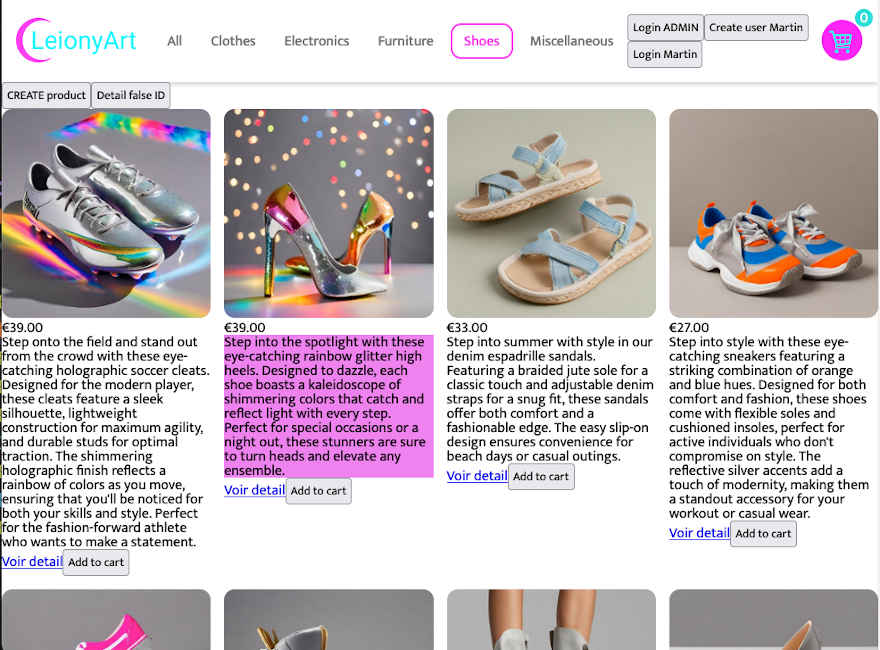 LeionyArt
All
Clothes
Electronics
Furniture
Shoes
Miscellaneous
Login ADMIN
Create user Martin
Login Martin
0
CREATE product
Detail false ID
€39.00
Step onto the field and stand out
from the crowd with these eye-
catching holographic soccer cleats.
Designed for the modern player,
these cleats feature a sleek
silhouette, lightweight
construction for maximum agility,
and durable studs for optimal
traction. The shimmering
holographic finish reflects a
rainbow of colors as you move,
ensuring that you'll be noticed for
both your skills and style. Perfect
for the fashion-forward athlete
who wants to make a statement.
Voir detail
Add to cart
€39.00
Step into the spotlight with these
eye-catching rainbow glitter high
heels. Designed to dazzle, each
shoe boasts a kaleidoscope of
shimmering colors that catch and
reflect light with every step.
Perfect for special occasions or a
night out, these stunners are sure
to turn heads and elevate any
ensemble.
Voir detail
Add to cart
€33.00
Step into summer with style in our
denim espadrille sandals.
Featuring a braided jute sole for a
classic touch and adjustable denim
straps for a snug fit, these sandals
offer both comfort and a
fashionable edge. The easy slip-on
design ensures convenience for
beach days or casual outings.
Voir detail
Add to cart
€27.00
Step into style with these eye-
catching sneakers featuring a
striking combination of orange
and blue hues. Designed for both
comfort and fashion, these shoes
come with flexible soles and
cushioned insoles, perfect for
active individuals who don't
compromise on style. The
reflective silver accents add a
touch of modernity, making them
a standout accessory for your
workout or casual wear.
Voir detail
Add to cart